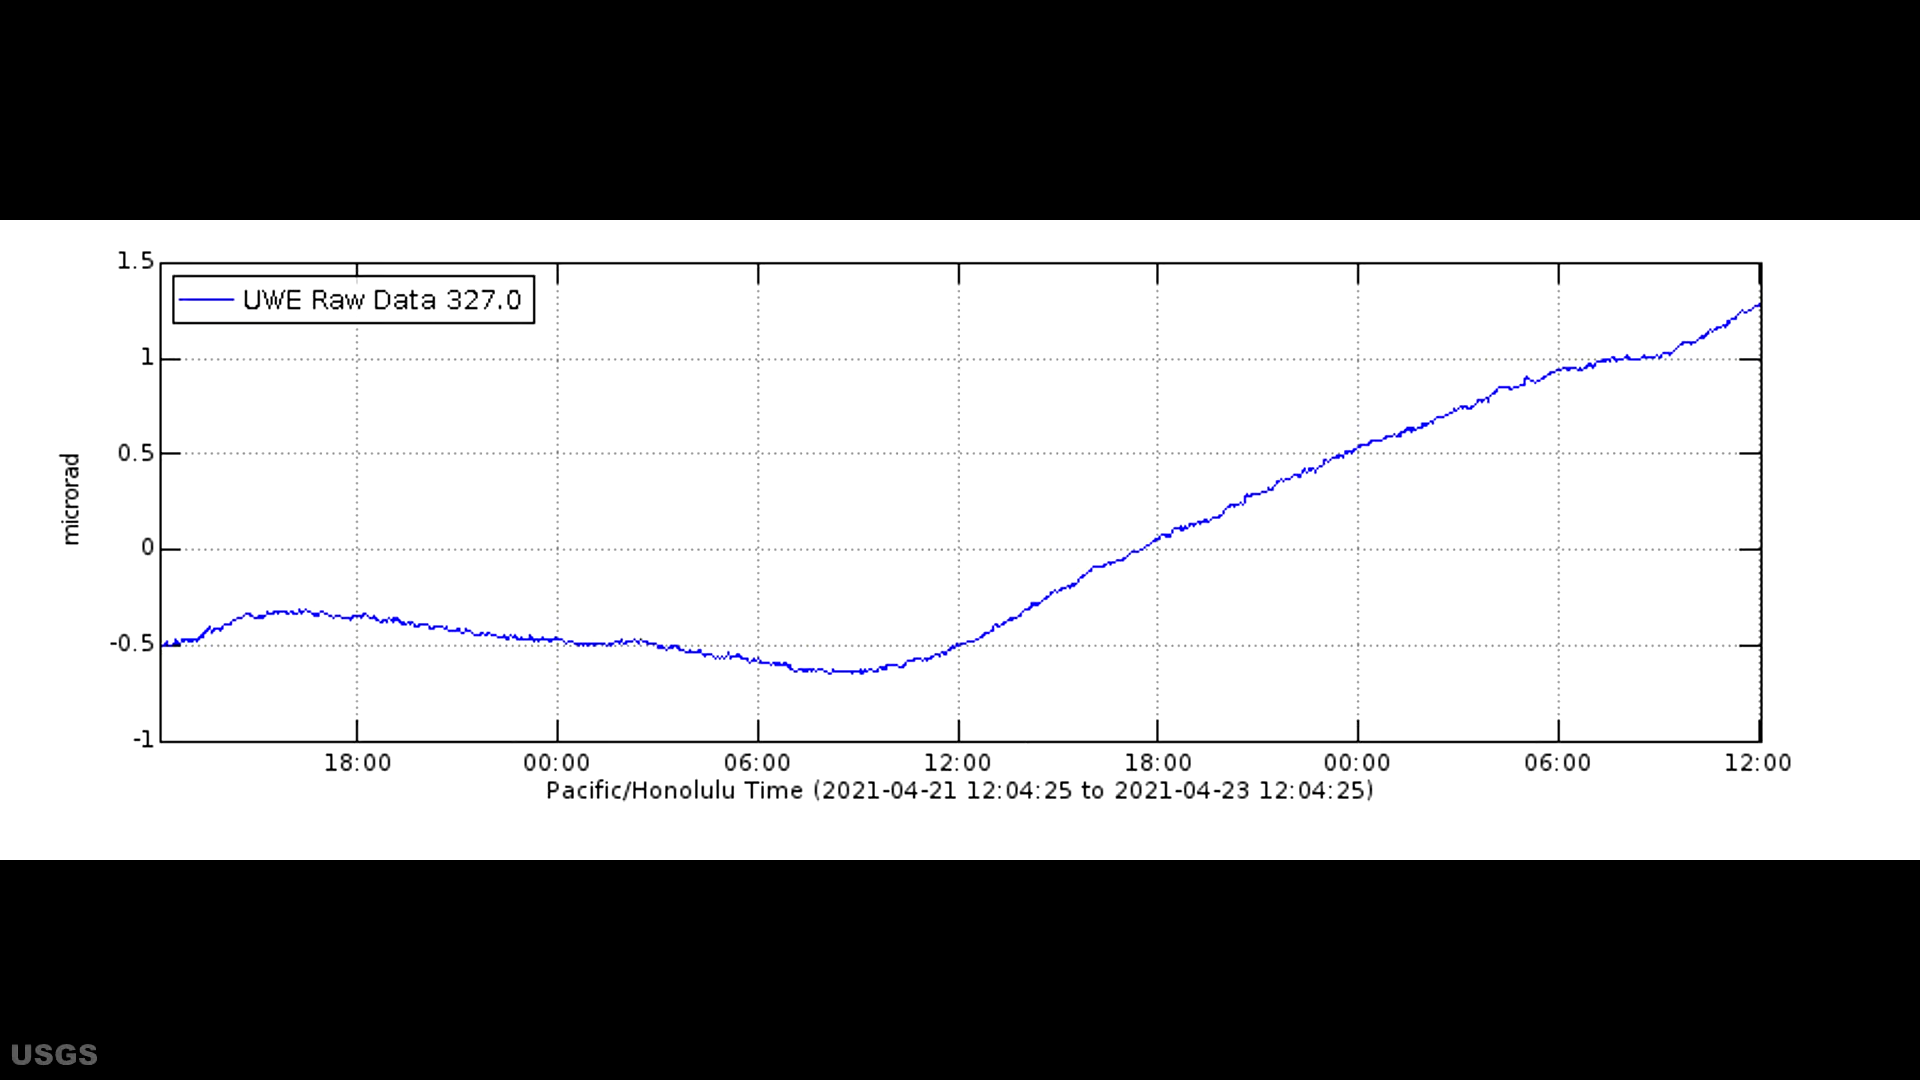 1.5
UWE Raw Data 327.0
1
0.5
microrad
0
-0.5
-1
18:00 00:00 06:00 12:00 18:00 00:00 06:00 12:00
Pacific/Honolulu Time (2021-04-21 12:04:25 to 2021-04-23 12:04:25)
USGS